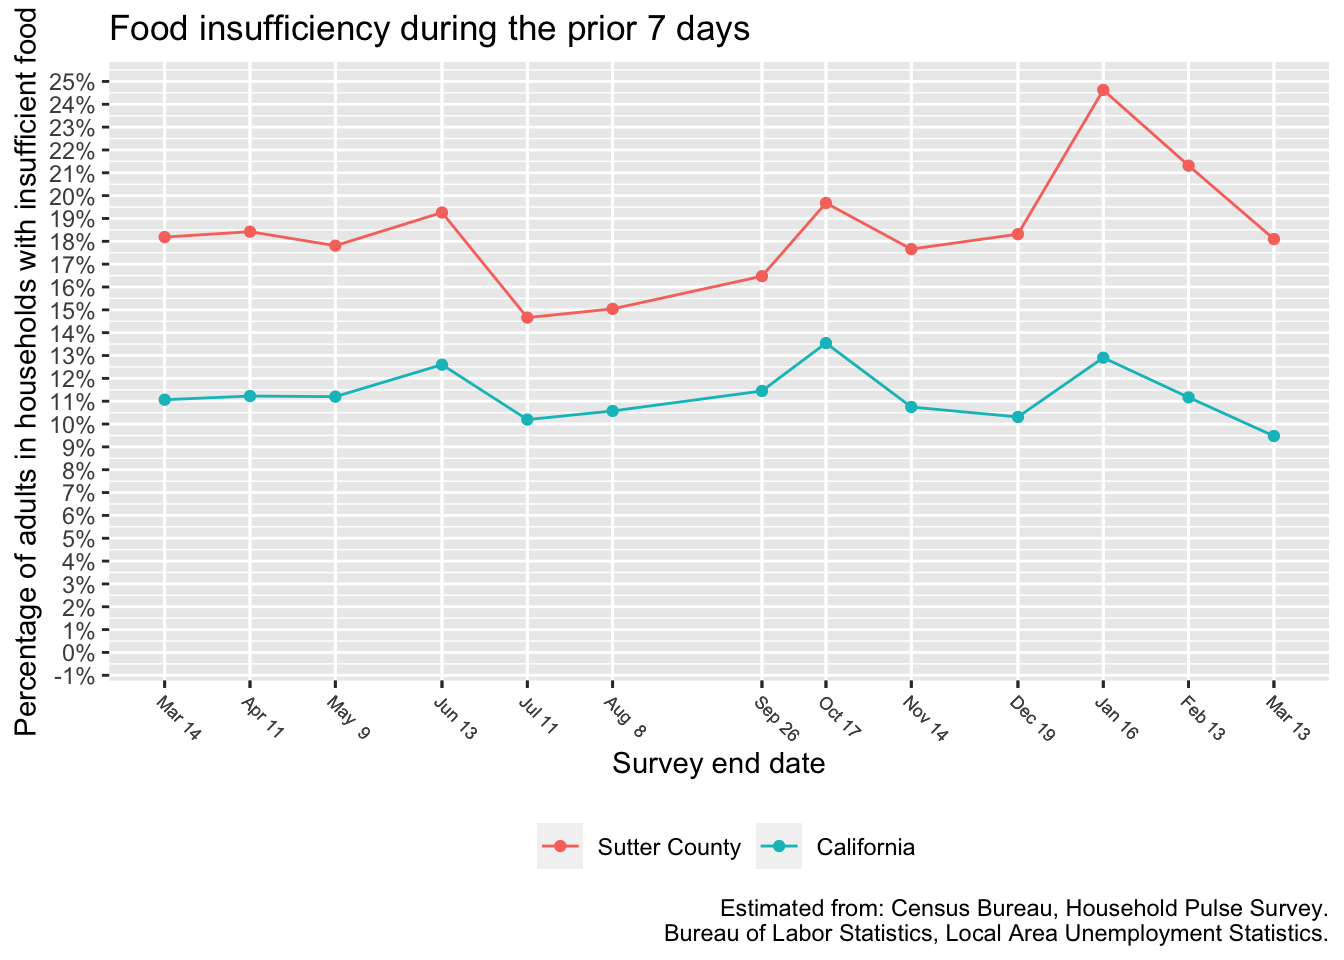 Food insufficiency during the prior 7 days
Percentage of adults in households with insufficient food
25%
24%
23%
22%
21%
20%
19%
18%
17%
16%
15%
14%
13%
12%
11%
10%
9%
8%
7%
6%
5%
4%
3%
2%
1%
0%
-1%
Mar 14
Apr 11
May 9
Jun 13
Jul 11
Aug 8
Sep 26
Oct 17
Nov 14
Dec 19
Jan 16
Feb 13
Mar 13
Survey end date
Sutter County
California
Estimated from: Census Bureau, Household Pulse Survey.
Bureau of Labor Statistics, Local Area Unemployment Statistics.